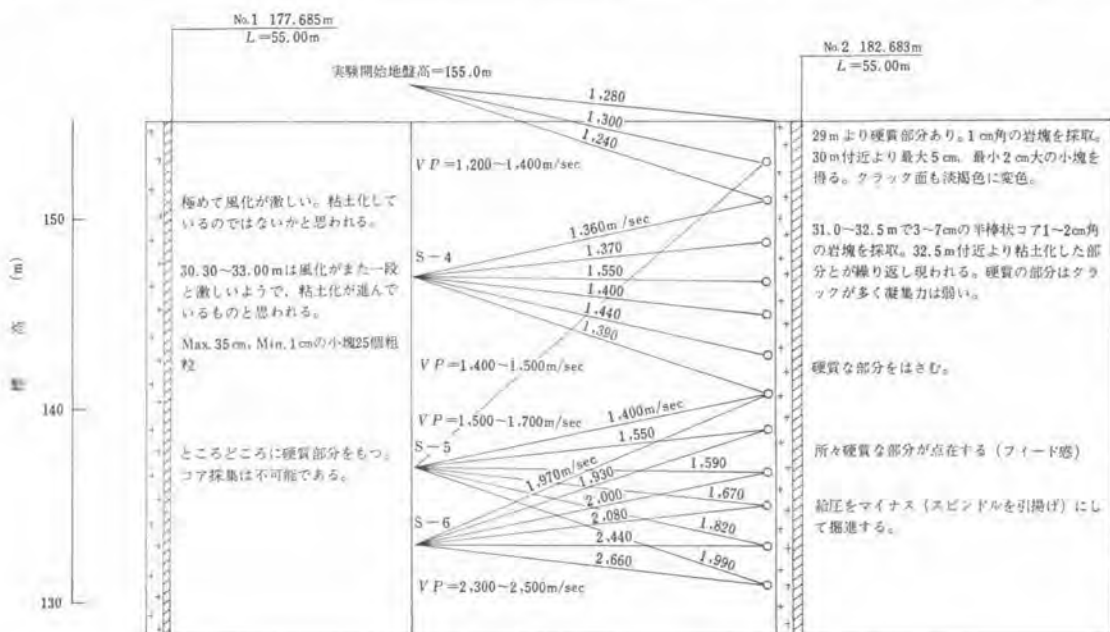 No.1 177.685m
L=55.00m
No.2 182.683m
L=55.00m
実験開始地盤高=155.0m
1,280
1,300
1,240
VP=1,200~1,400m/sec
極めて風化が激しい。粘土化して
いるのではないかと思われる。
30.30~33.00mは風化がまた一段
と激しいようで，粘土化が進んで
いるものと思われる。
Max.35㎝，Min.1㎝の小塊25個粗
粒
ところどころに硬質部分をもつ。
コア採集は不可能である。
S-4
1,360m/sec
1,370
1,550
1,400
1,440
1,390
VP=1,400~1,500m/sec
VP=1,500~1,700m/sec
S-5
1,400m/sec
1,550
1,590
1,670
1,820
1,990
S-6
1,970m/sec
1,930
2,000
2,080
2,440
2,660
VP=2,300~2,500m/sec
29mより硬質部分あり。1㎝角の岩塊を採取。
30m付近より最大5㎝，最小2㎝大の小塊を
得る。クラック面も淡褐色に変色。
31.0~32.5mで3~7㎝の半棒状コア1~2㎝角
の岩塊を採取。32.5m付近より粘土化した部
分とが繰り返し現われる。硬質の部分はクラ
ックが多く凝集力は弱い。
硬質な部分をはさむ。
所々硬質な部分が点在する（フィード感）
給圧をマイナス（スピンドルを引揚げ）にし
て掘進する。
標高(m)
150
140
130